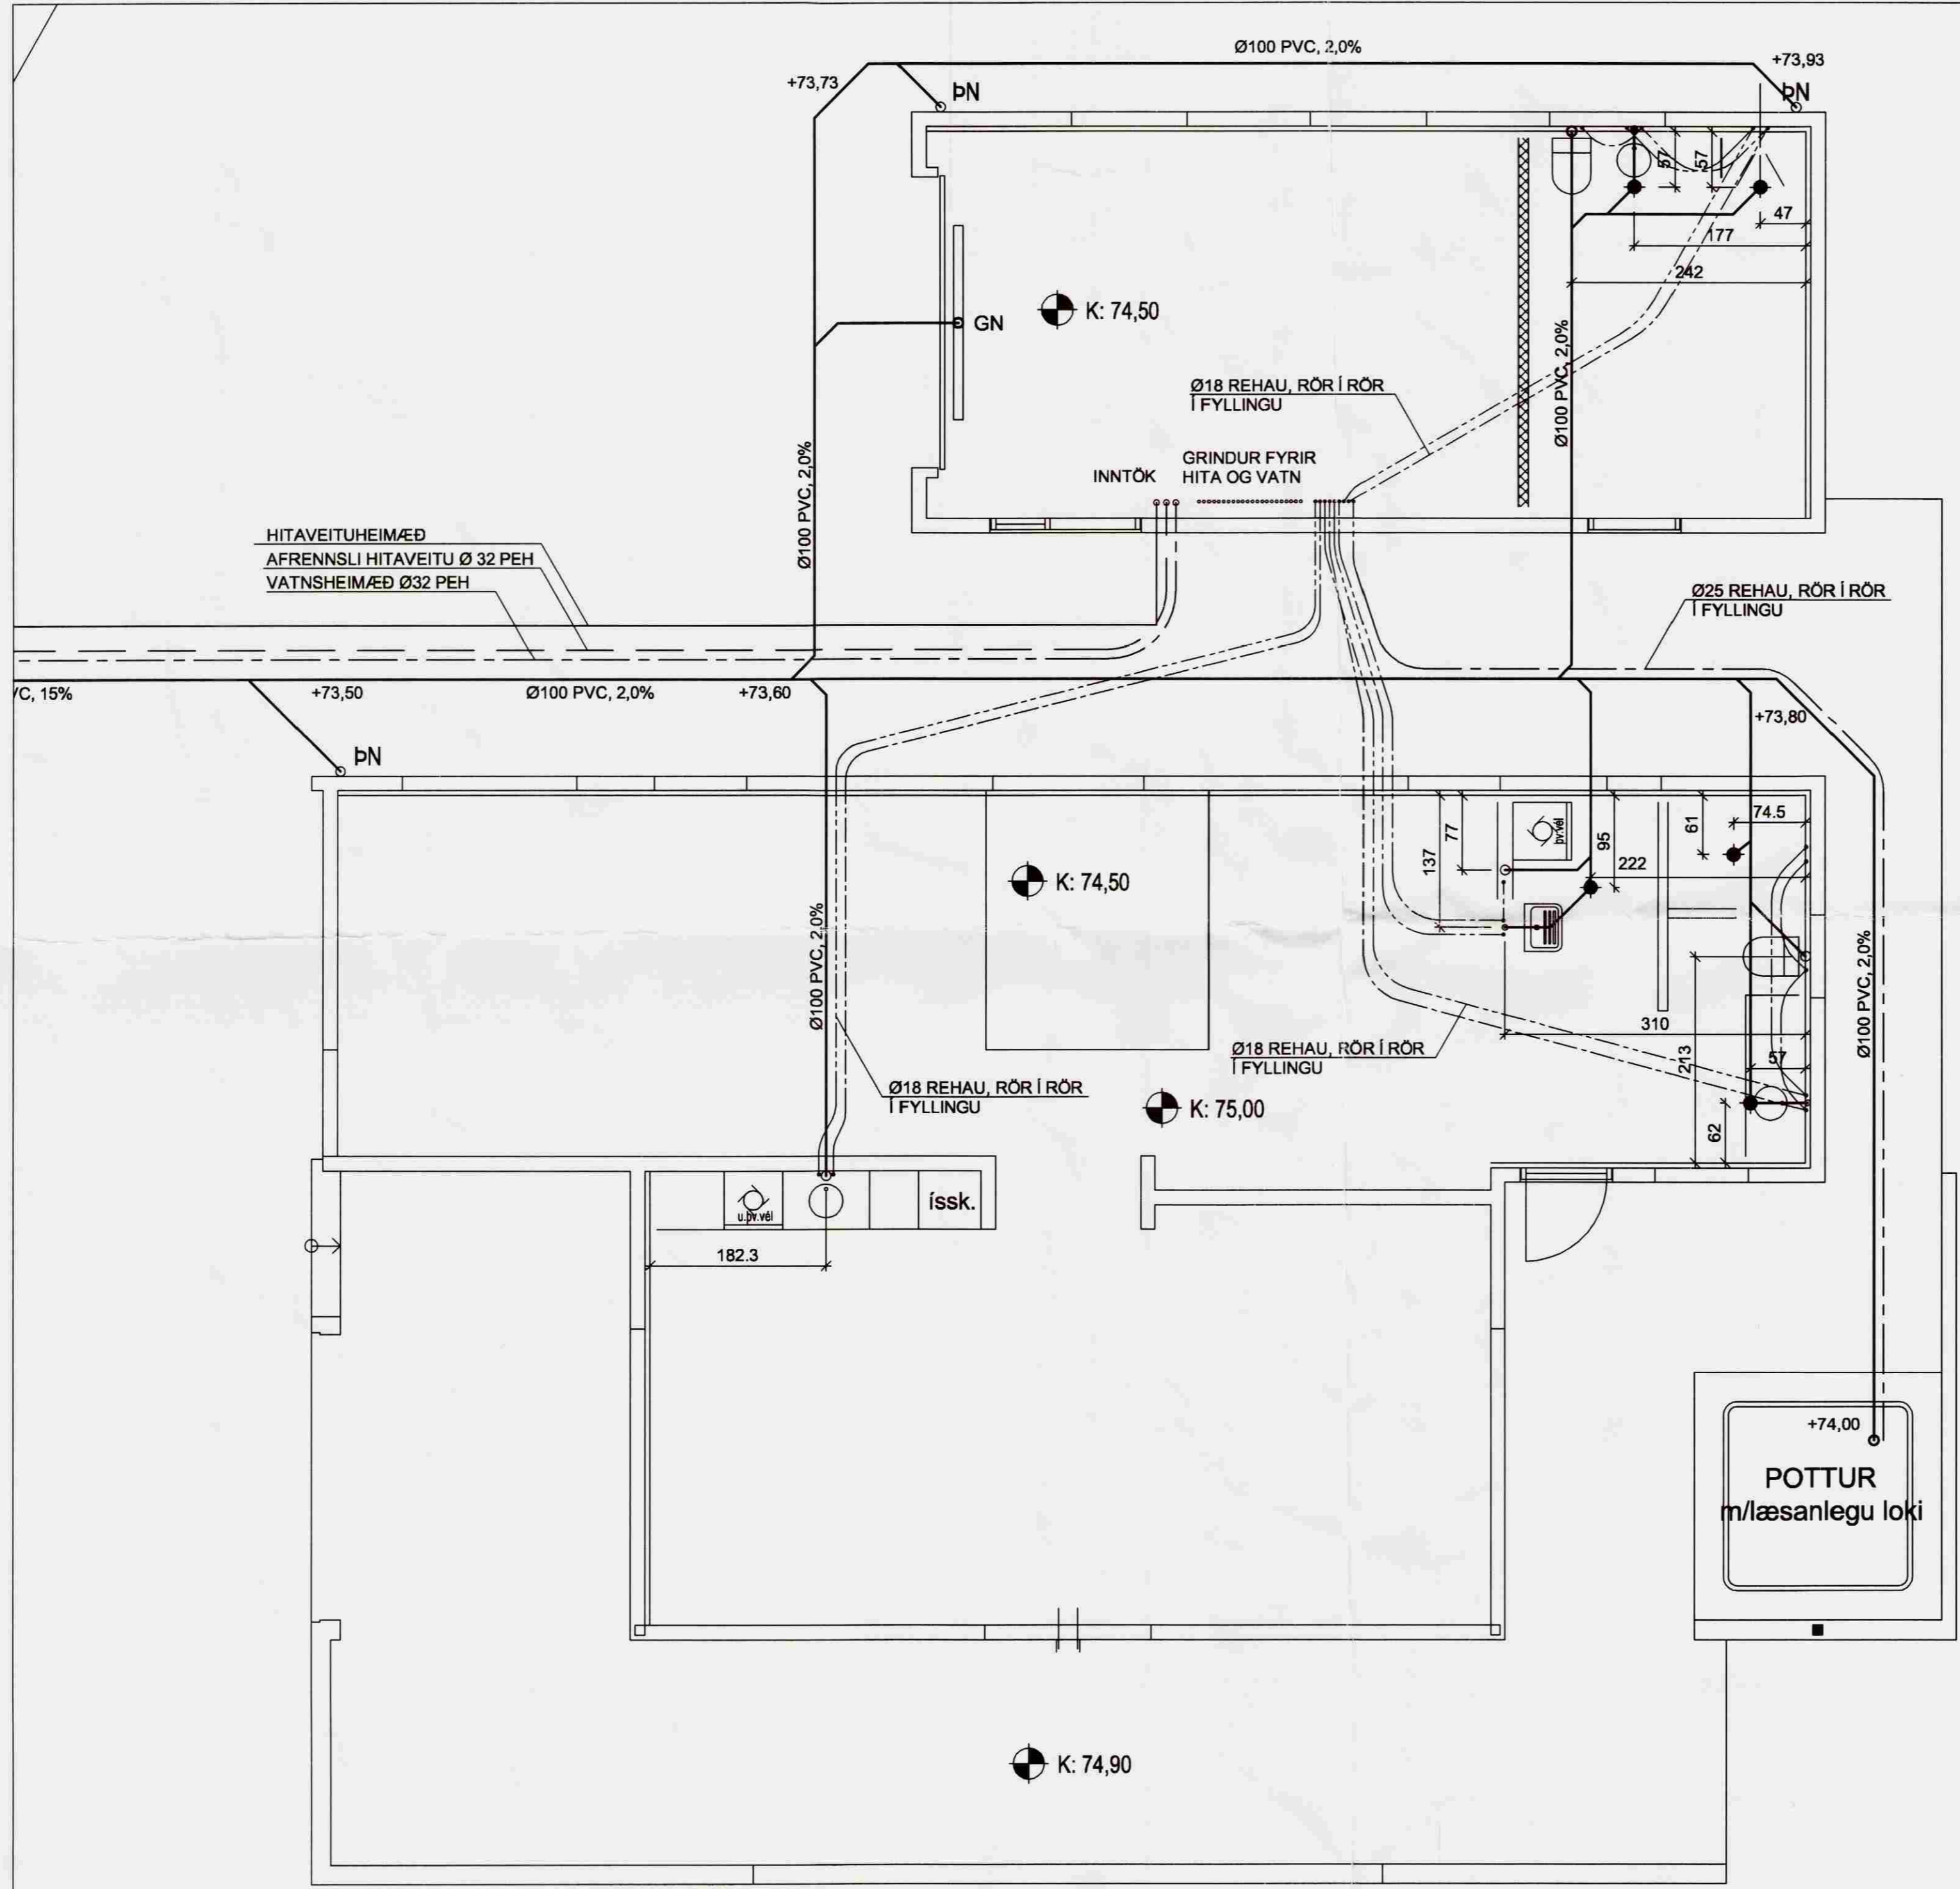 Ø100 PVC, 2,0%
+73,93
+73,73
ÞN
ÞN
57
57
47
177
242
K: 74,50
GN
Ø100 PVC, 2,0%
Ø18 REHAU, RÖR Í RÖR
Í FYLLINGU
Ø100 PVC, 2,0%
GRINDUR FYRIR
HITA OG VATN
INNTÖK
HITAVEITUHEIMÆÐ
AFRENNSLI HITAVEITU Ø 32 PEH
VATNSHEIMÆÐ Ø32 PEH
Ø25 REHAU, RÖR Í RÖR
Í FYLLINGU
VC, 15%
+73,50
Ø100 PVC, 2,0%
+73,60
+73,80
ÞN
77
137
þv.vél
95
222
61
74.5
K: 74,50
Ø100 PVC, 2,0%
Ø100 PVC, 2,0%
310
213
57
62
Ø18 REHAU, RÖR Í RÖR
Í FYLLINGU
Ø18 REHAU, RÖR Í RÖR
Í FYLLINGU
K: 75,00
u.þv.vél
íssk.
182.3
+74,00
POTTUR
m/læsanlegu loki
K: 74,90